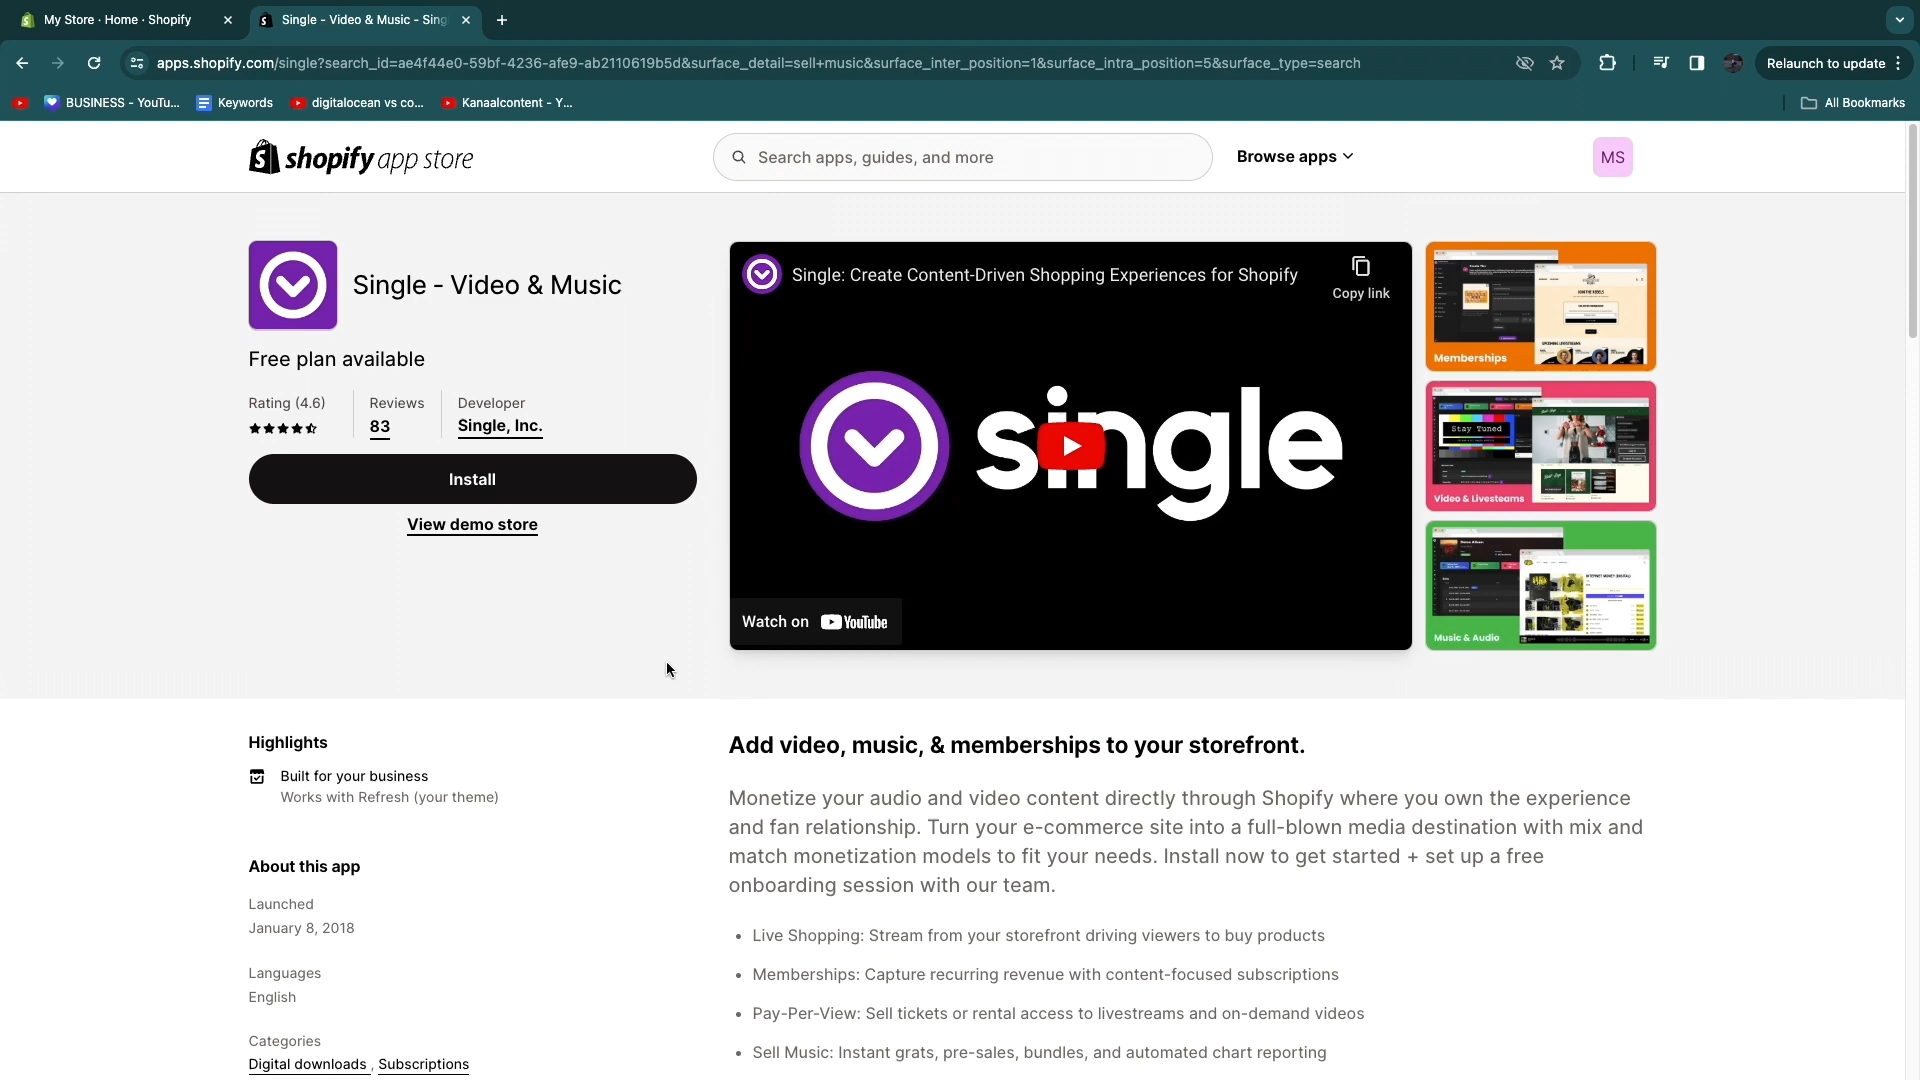 My Store · Home · Shopify
Single - Video & Music - Sing
apps.shopify.com/single?search_id=ae4f44e0-59bf-4236-afe9-ab2110619b5d&surface_detail=sell+music&surface_inter_position=1&surface_intra_position=5&surface_type=search
Relaunch to update
BUSINESS - YouTu...
Keywords
digitalocean vs co...
Kanaalcontent - Y...
All Bookmarks
shopify app store
Search apps, guides, and more
Browse apps
MS
Single - Video & Music
Free plan available
Rating (4.6)
Reviews
83
Developer
Single, Inc.
Install
View demo store
Single: Create Content-Driven Shopping Experiences for Shopify
Copy link
single
Watch on YouTube
Memberships
Stay Tuned
Video & Livesteams
Music & Audio
Highlights
Built for your business
Works with Refresh (your theme)
About this app
Launched
January 8, 2018
Languages
English
Categories
Digital downloads , Subscriptions
Add video, music, & memberships to your storefront.
Monetize your audio and video content directly through Shopify where you own the experience
and fan relationship. Turn your e-commerce site into a full-blown media destination with mix and
match monetization models to fit your needs. Install now to get started + set up a free
onboarding session with our team.
• Live Shopping: Stream from your storefront driving viewers to buy products
• Memberships: Capture recurring revenue with content-focused subscriptions
• Pay-Per-View: Sell tickets or rental access to livestreams and on-demand videos
• Sell Music: Instant grats, pre-sales, bundles, and automated chart reporting